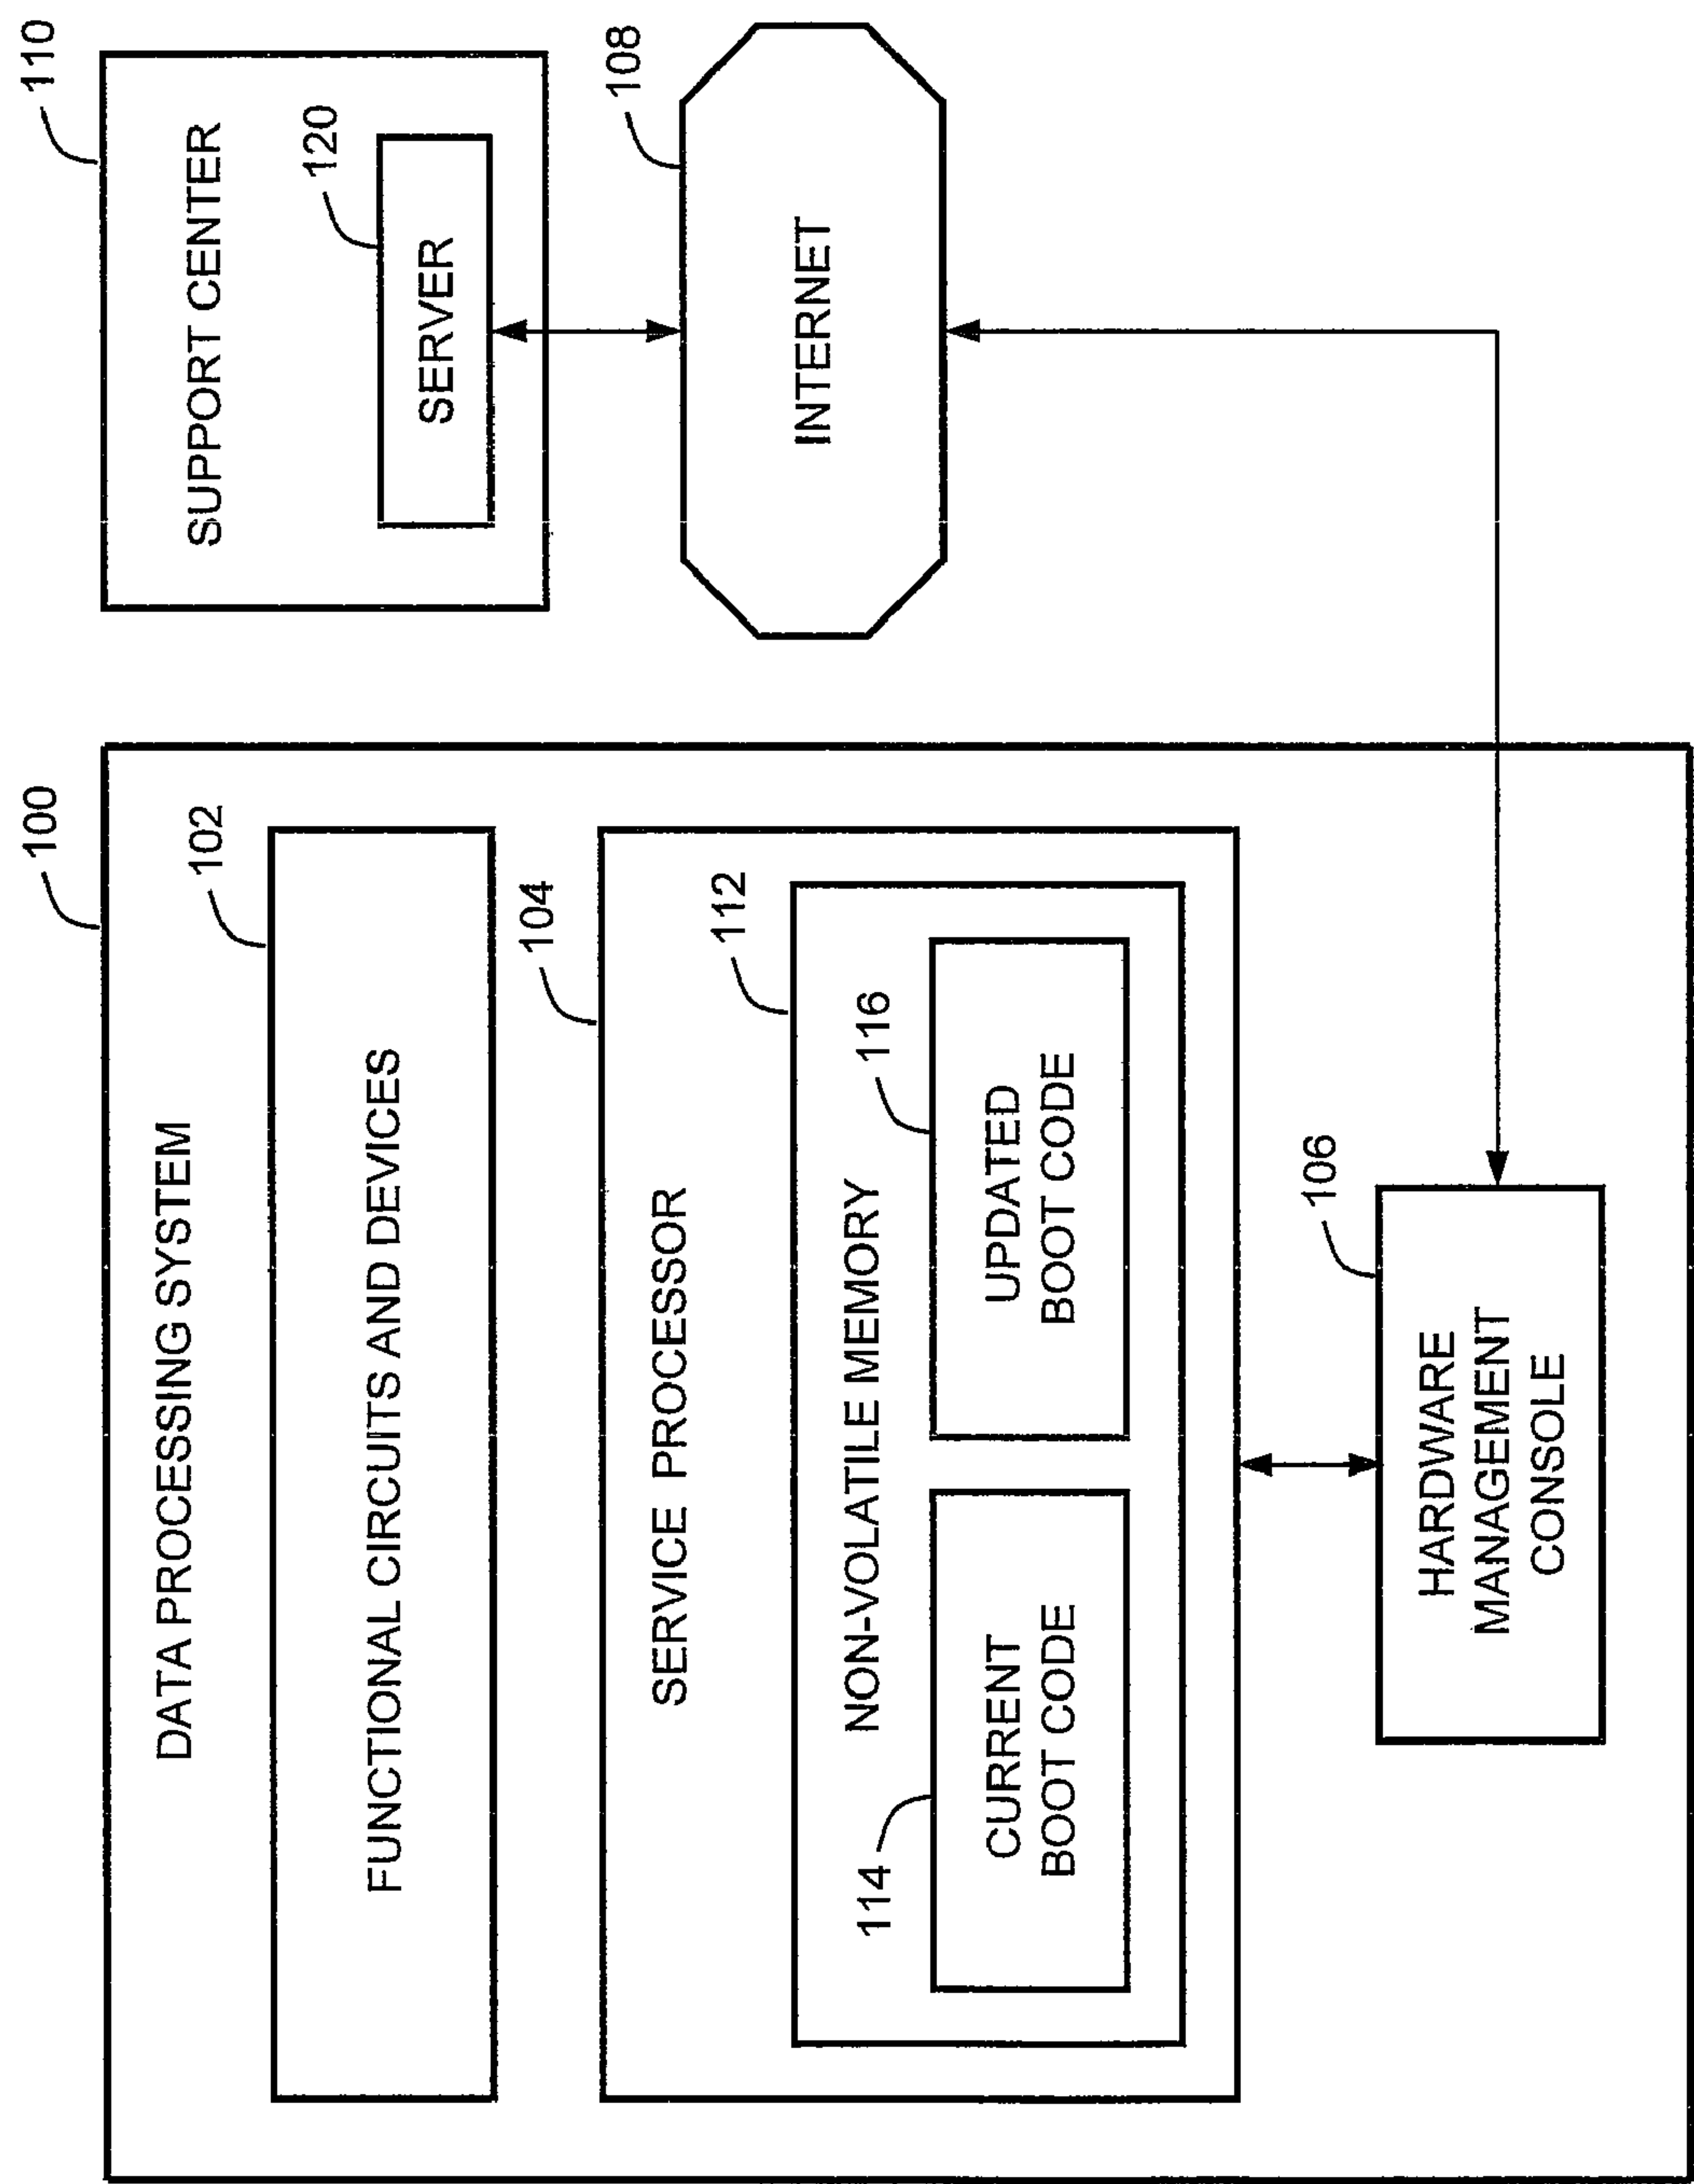 100
DATA PROCESSING SYSTEM
102
FUNCTIONAL CIRCUITS AND DEVICES
104
SERVICE PROCESSOR
112
NON-VOLATILE MEMORY
114
CURRENT
BOOT CODE
116
UPDATED
BOOT CODE
106
HARDWARE
MANAGEMENT
CONSOLE
110
SUPPORT CENTER
120
SERVER
108
INTERNET